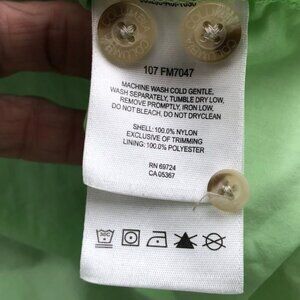 107 FM7047
MACHINE WASH COLD GENTLE,
WASH SEPARATELY, TUMBLE DRY LOW,
REMOVE PROMPTLY, IRON LOW.
DO NOT BLEACH. DO NOT DRYCLEAN
SHELL: 100.0% NYLON
EXCLUSIVE OF TRIMMING
LINING: 100.0% POLYESTER
RN 69724
CA 05367